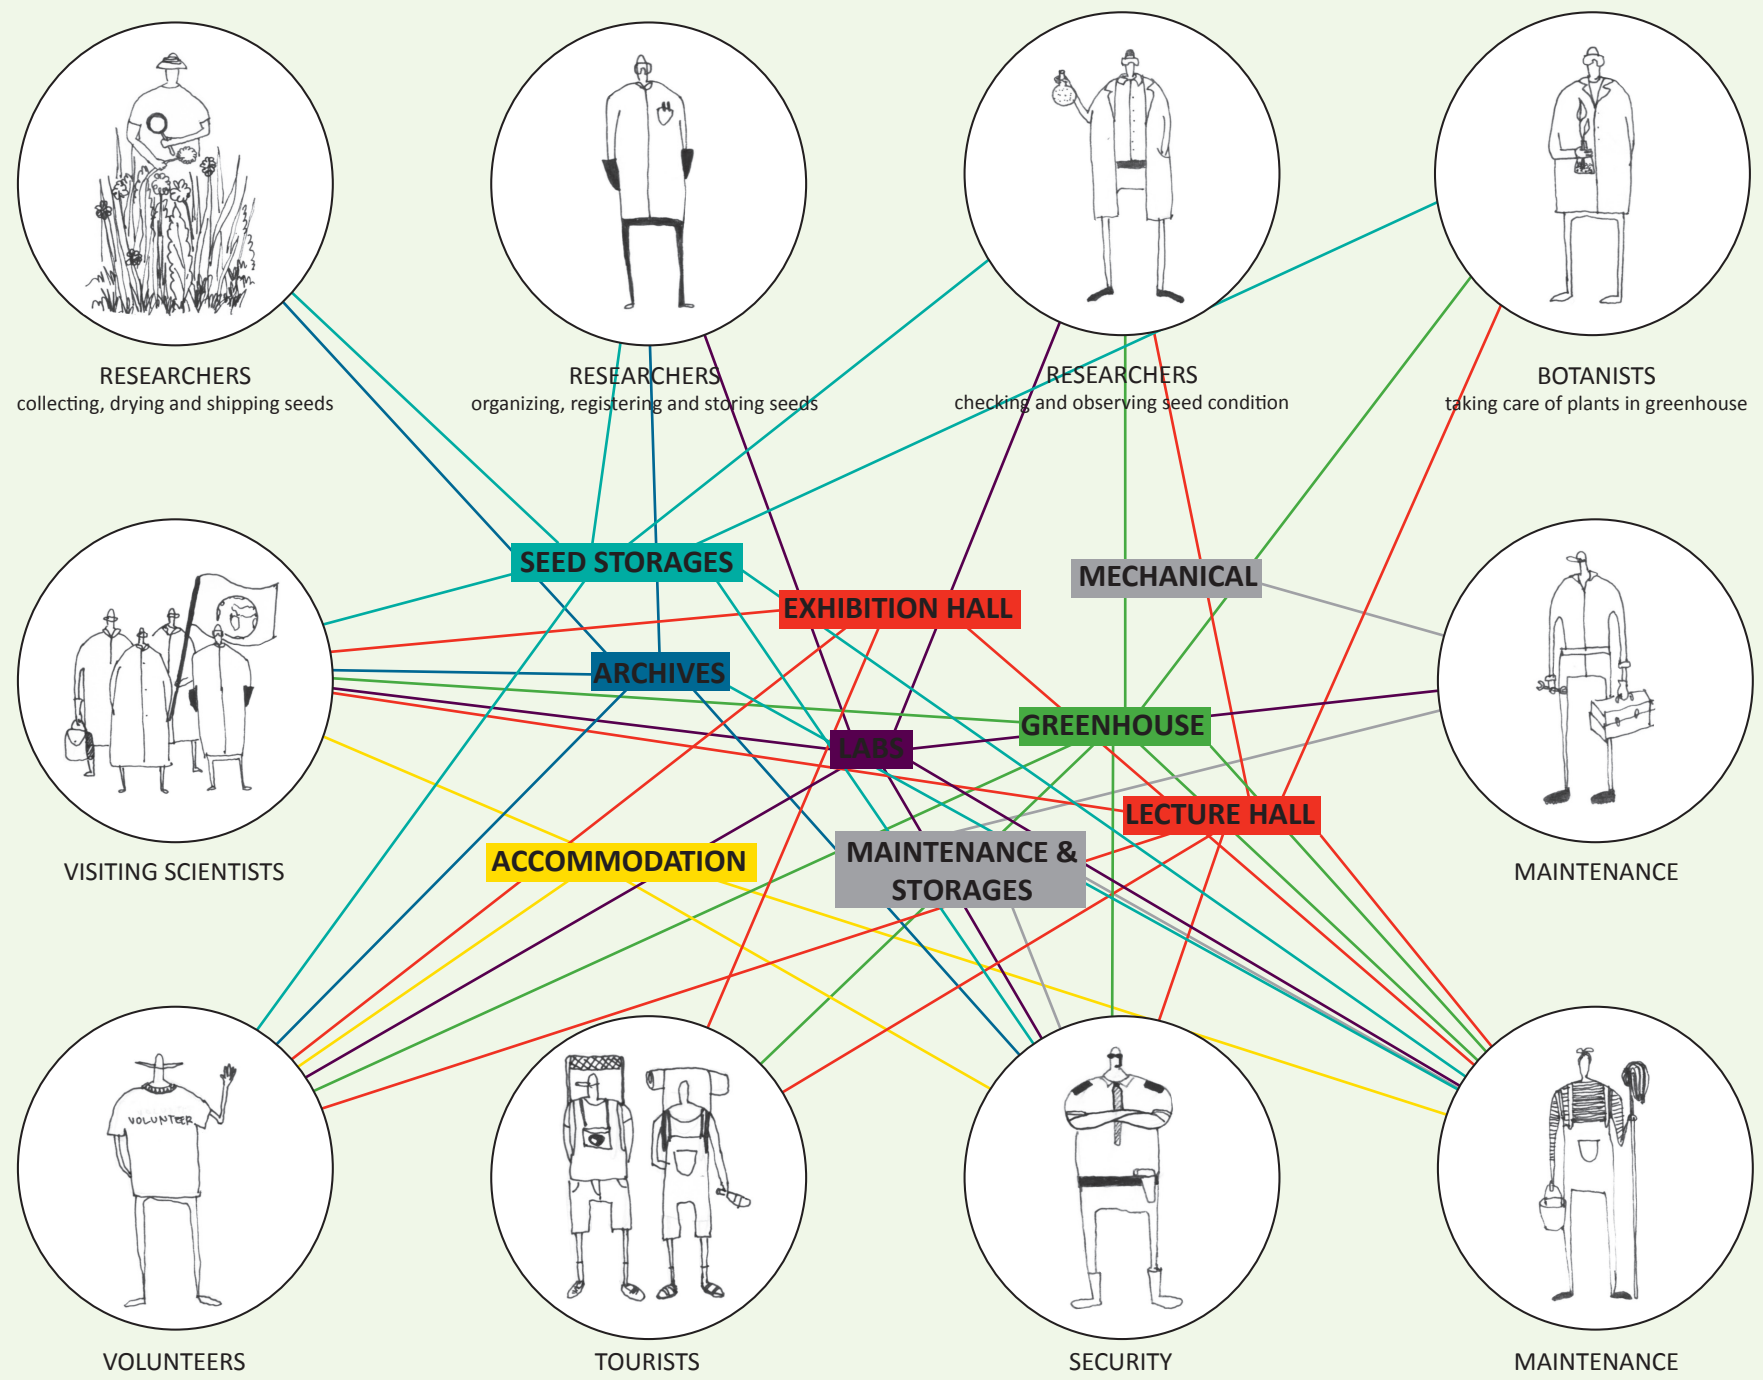 RESEARCHERS
collecting, drying and shipping seeds
RESEARCHERS
organizing, registering and storing seeds
RESEARCHERS
checking and observing seed condition
BOTANISTS
taking care of plants in greenhouse
SEED STORAGES
MECHANICAL
EXHIBITION HALL
ARCHIVES
GREENHOUSE
LABS
LECTURE HALL
ACCOMMODATION
MAINTENANCE &
STORAGES
VISITING SCIENTISTS
MAINTENANCE
VOLUNTEER
VOLUNTEERS
TOURISTS
SECURITY
MAINTENANCE